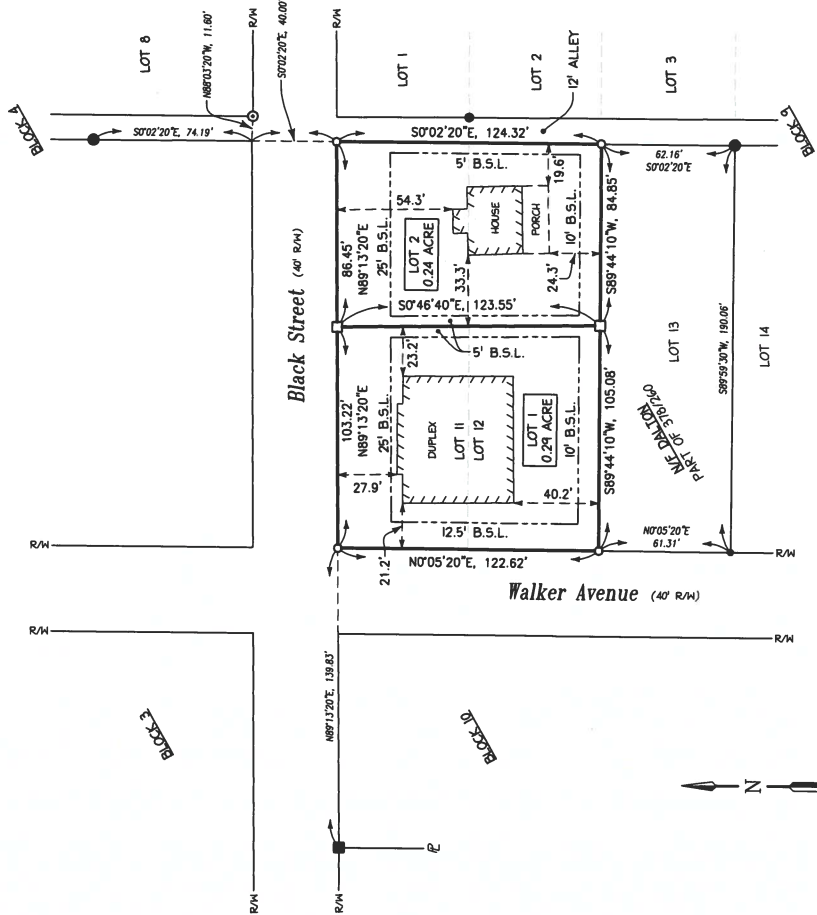 LOT 8
N88°03'20"W, 11.60'
S0°02'20"E, 40.00'
R/W
R/W
BLOCK 4
S0°02'20"E, 74.19'
LOT 1
LOT 2
12' ALLEY
LOT 3
BLOCK 9
S0°02'20"E, 124.32'
62.16'
S0°02'20"E
Black Street (40' R/W)
86.45'
N89°13'20"E
25' B.S.L.
5' B.S.L.
54.3'
19.6'
HOUSE
PORCH
LOT 2
0.24 ACRE
33.3'
24.3'
10' B.S.L.
S89°44'10"W, 84.85'
S0°46'40"E, 123.55'
5' B.S.L.
23.2'
103.22'
N89°13'20"E
25' B.S.L.
27.9'
DUPLEX
LOT 11
LOT 12
LOT 1
0.29 ACRE
10' B.S.L.
40.2'
S89°44'10"W, 105.08'
12.5' B.S.L.
21.2'
N0°05'20"E, 122.62'
LOT 13
N/F DALTON
PART OF 378/260
S89°59'30"W, 190.06'
LOT 14
N0°05'20"E
61.31'
R/W
R/W
Walker Avenue (40' R/W)
R/W
R/W
BLOCK 3
N89°13'20"E, 139.83'
BLOCK 10
PL
R/W
R/W
N